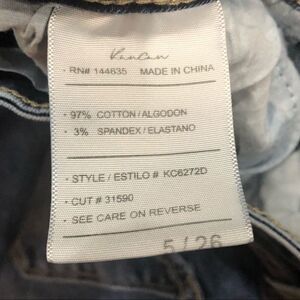 KanCan
· RN# 144635 MADE IN CHINA
· 97% COTTON/ALGODON
· 3% SPANDEX/ELASTANO
· STYLE/ESTILO # KC6272D
· CUT # 31590
· SEE CARE ON REVERSE
5/26